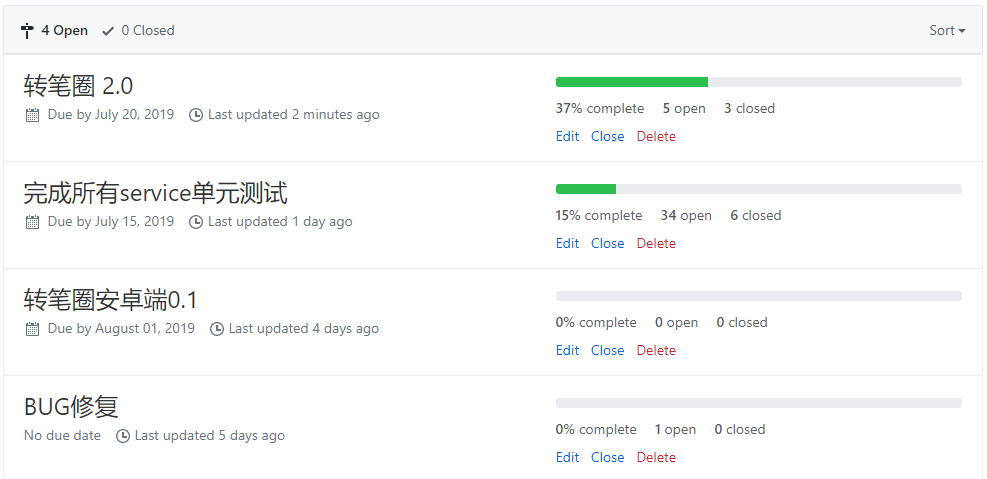 4 Open 0 Closed Sort
转笔圈 2.0
Due by July 20, 2019 Last updated 2 minutes ago
37% complete 5 open 3 closed
Edit Close Delete
完成所有service单元测试
Due by July 15, 2019 Last updated 1 day ago
15% complete 34 open 6 closed
Edit Close Delete
转笔圈安卓端0.1
Due by August 01, 2019 Last updated 4 days ago
0% complete 0 open 0 closed
Edit Close Delete
BUG修复
No due date Last updated 5 days ago
0% complete 1 open 0 closed
Edit Close Delete